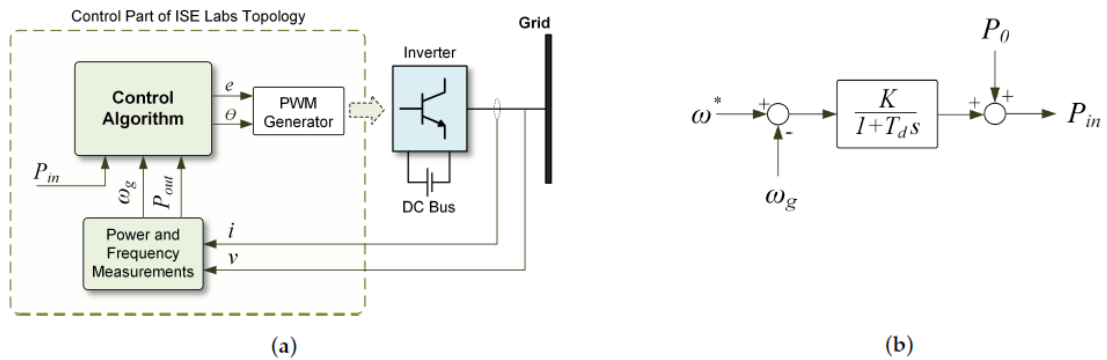 Control Part of ISE Labs Topology
Grid
Inverter
Control
Algorithm
e
θ
PWM
Generator
P_in
ω_g
P_out
DC Bus
Power and
Frequency
Measurements
i
v
(a)
P_0
ω*
+
-
K
1+T_d s
+
+
P_in
ω_g
(b)